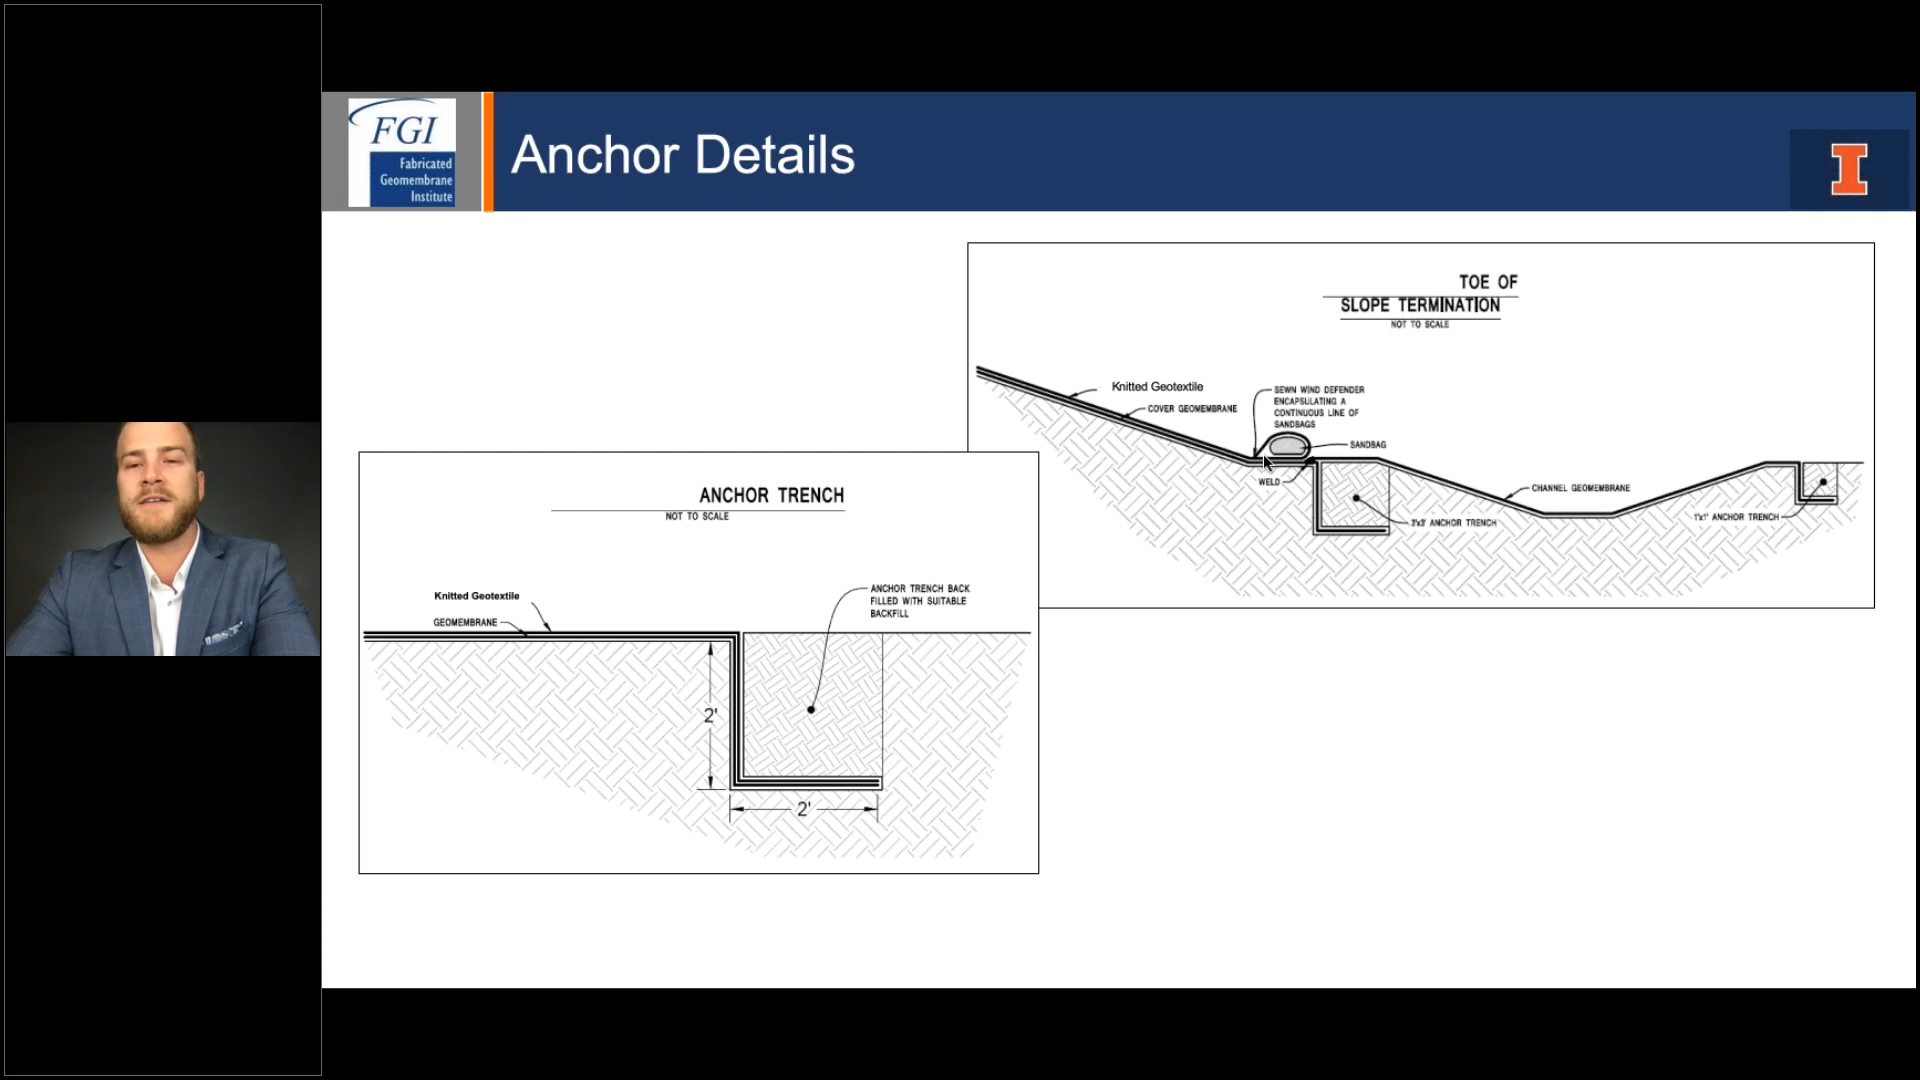 FGI
Fabricated
Geomembrane
Institute
Anchor Details
I
TOE OF
SLOPE TERMINATION
NOT TO SCALE
Knitted Geotextile
COVER GEOMEMBRANE
SEWN WIND DEFENDER
ENCAPSULATING A
CONTINUOUS LINE OF
SANDBAGS
SANDBAG
WELD
CHANNEL GEOMEMBRANE
3'x3' ANCHOR TRENCH
1'x1' ANCHOR TRENCH
ANCHOR TRENCH
NOT TO SCALE
Knitted Geotextile
GEOMEMBRANE
ANCHOR TRENCH BACK
FILLED WITH SUITABLE
BACKFILL
2'
2'